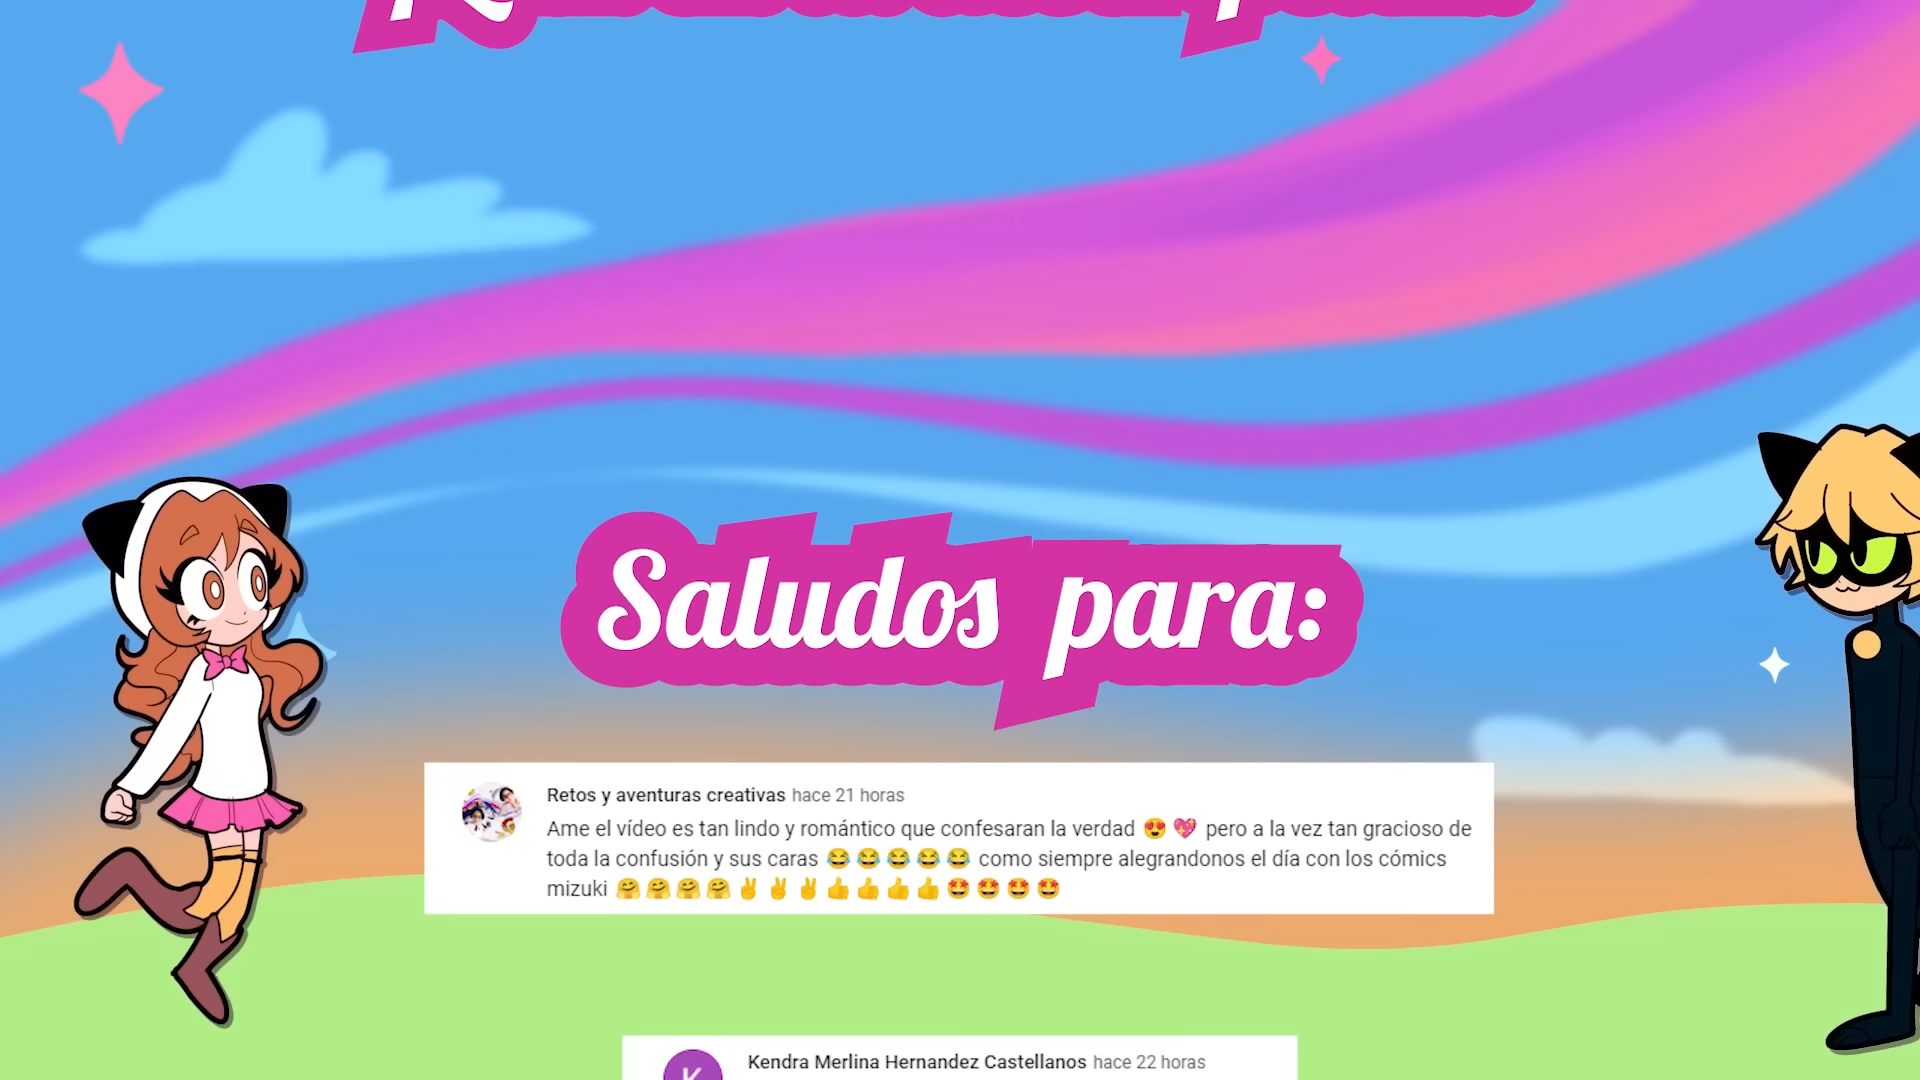 Saludos para:
Retos y aventuras creativas hace 21 horas
Ame el vídeo es tan lindo y romántico que confesaran la verdad 😍 💖 pero a la vez tan gracioso de
toda la confusión y sus caras 😂 😂 😂 😂 😂 como siempre alegrandonos el día con los cómics
mizuki 🤗 🤗 🤗 🤗 ✌ ✌ ✌ 👍 👍 👍 👍 🤩 🤩 🤩 🤩
K
Kendra Merlina Hernandez Castellanos hace 22 horas